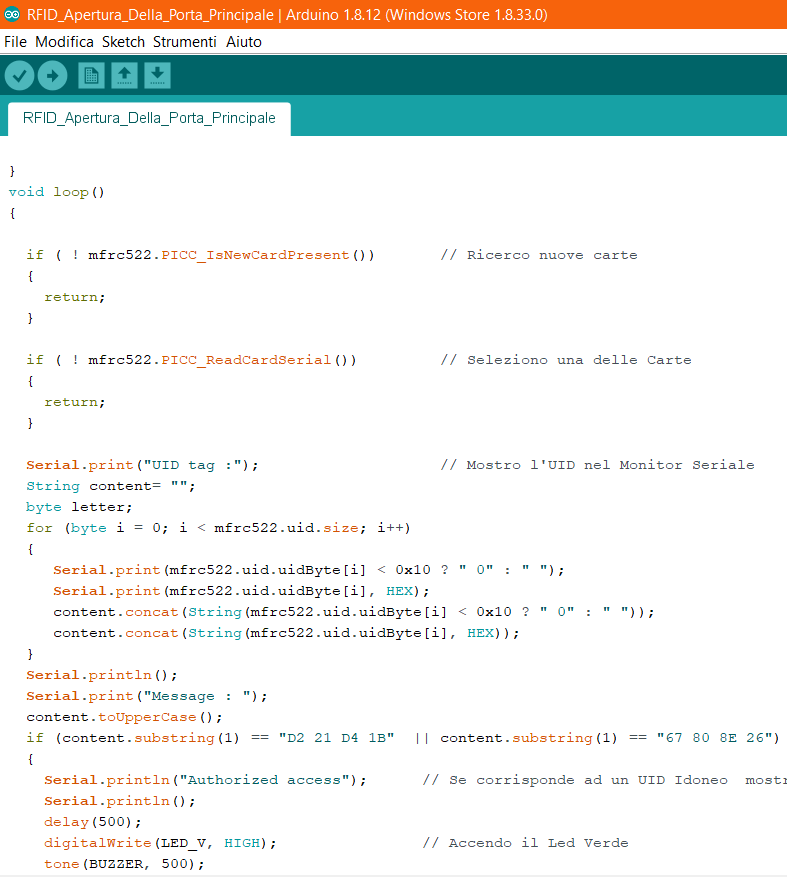 RFID_Apertura_Della_Porta_Principale | Arduino 1.8.12 (Windows Store 1.8.33.0)
File Modifica Sketch Strumenti Aiuto
RFID_Apertura_Della_Porta_Principale
}
void loop()
{
if ( ! mfrc522.PICC_IsNewCardPresent()) // Ricerco nuove carte
{
return;
}
if ( ! mfrc522.PICC_ReadCardSerial()) // Seleziono una delle Carte
{
return;
}
Serial.print("UID tag :"); // Mostro l'UID nel Monitor Seriale
String content= "";
byte letter;
for (byte i = 0; i < mfrc522.uid.size; i++)
{
Serial.print(mfrc522.uid.uidByte[i] < 0x10 ? " 0" : " ");
Serial.print(mfrc522.uid.uidByte[i], HEX);
content.concat(String(mfrc522.uid.uidByte[i] < 0x10 ? " 0" : " "));
content.concat(String(mfrc522.uid.uidByte[i], HEX));
}
Serial.println();
Serial.print("Message : ");
content.toUpperCase();
if (content.substring(1) == "D2 21 D4 1B" || content.substring(1) == "67 80 8E 26")
{
Serial.println("Authorized access"); // Se corrisponde ad un UID Idoneo mostr
Serial.println();
delay(500);
digitalWrite(LED_V, HIGH); // Accendo il Led Verde
tone(BUZZER, 500);